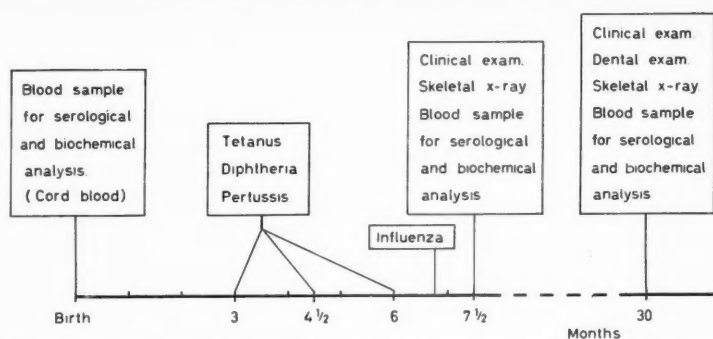 Blood sample
for serological
and biochemical
analysis.
(Cord blood)
Tetanus
Diphtheria
Pertussis
Influenza
Clinical exam.
Skeletal x-ray
Blood sample
for serological
and biochemical
analysis
Clinical exam.
Dental exam.
Skeletal x-ray.
Blood sample
for serological
and biochemical
analysis
Birth 3 4 1/2 6 7 1/2 30
Months